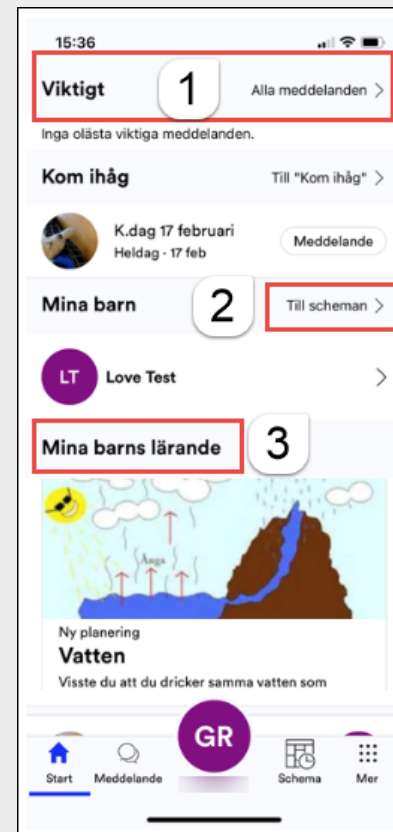 15:36
Viktigt
1
Alla meddelanden
Inga olästa viktiga meddelanden.
Kom ihåg
Till "Kom ihåg"
K.dag 17 februari
Heldag - 17 feb
Meddelande
Mina barn
2
Till scheman
LT
Love Test
Mina barns lärande
3
Ånga
Ny planering
Vatten
Visste du att du dricker samma vatten som
GR
Start
Meddelande
Schema
Mer